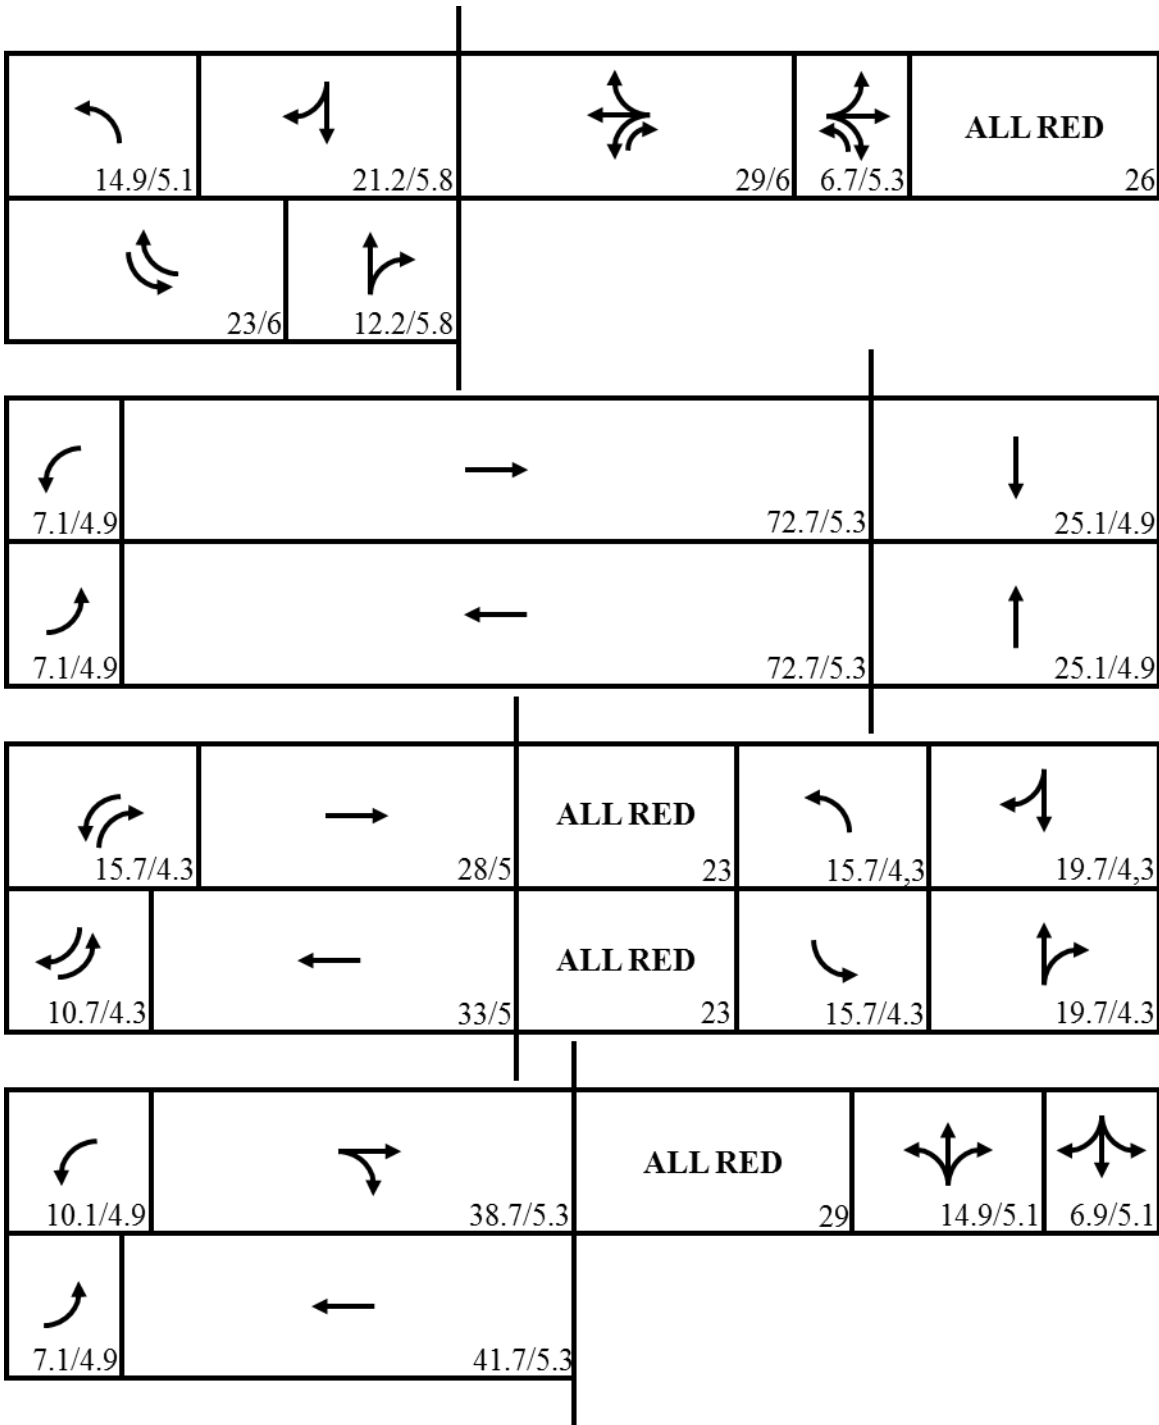 14.9/5.1 21.2/5.8 29/6 6.7/5.3 ALL RED 26
23/6 12.2/5.8
7.1/4.9 72.7/5.3 25.1/4.9
7.1/4.9 72.7/5.3 25.1/4.9
15.7/4.3 28/5 ALL RED 23 15.7/4,3 19.7/4,3
10.7/4.3 33/5 ALL RED 23 15.7/4.3 19.7/4.3
10.1/4.9 38.7/5.3 ALL RED 29 14.9/5.1 6.9/5.1
7.1/4.9 41.7/5.3